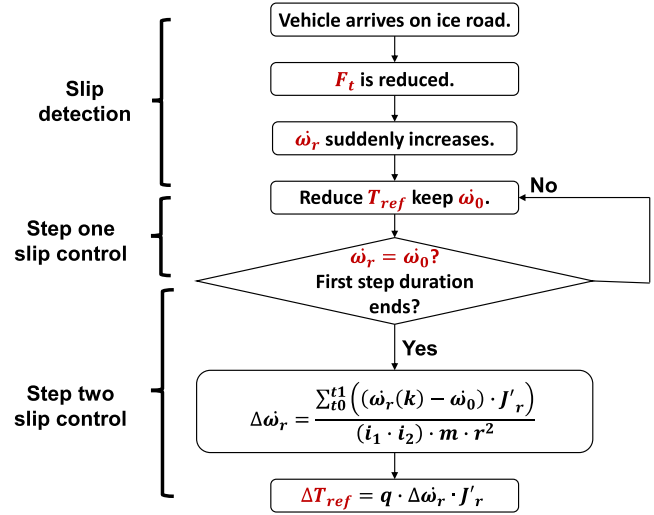 Vehicle arrives on ice road.
Slip
detection
F_t is reduced.
ω̇_r suddenly increases.
Reduce T_ref keep ω̇_0.
No
Step one
slip control
ω̇_r = ω̇_0?
First step duration
ends?
Yes
Step two
slip control
Δω̇_r = \frac{∑_{t0}^{t1} ((ω̇_r(k) − ω̇_0) · J'_r)}{(i_1 · i_2) · m · r^2}
ΔT_ref = q · Δω̇_r · J'_r